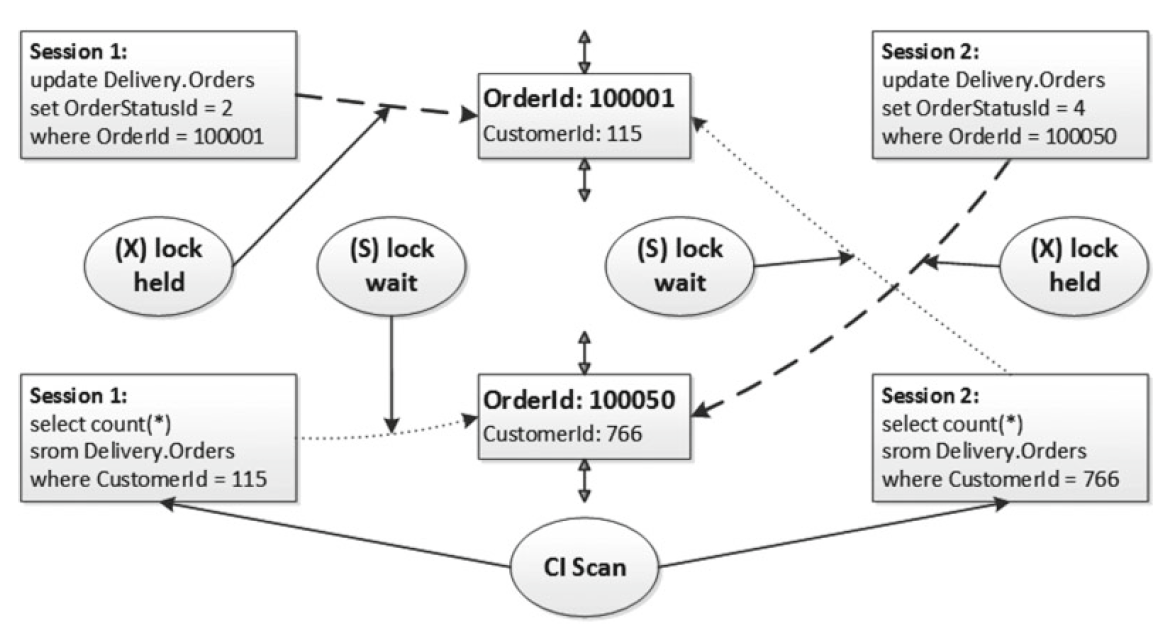 Session 1:
update Delivery.Orders
set OrderStatusId = 2
where OrderId = 100001
OrderId: 100001
CustomerId: 115
Session 2:
update Delivery.Orders
set OrderStatusId = 4
where OrderId = 100050
(X) lock
held
(S) lock
wait
(S) lock
wait
(X) lock
held
Session 1:
select count(*)
srom Delivery.Orders
where CustomerId = 115
OrderId: 100050
CustomerId: 766
Session 2:
select count(*)
srom Delivery.Orders
where CustomerId = 766
CI Scan